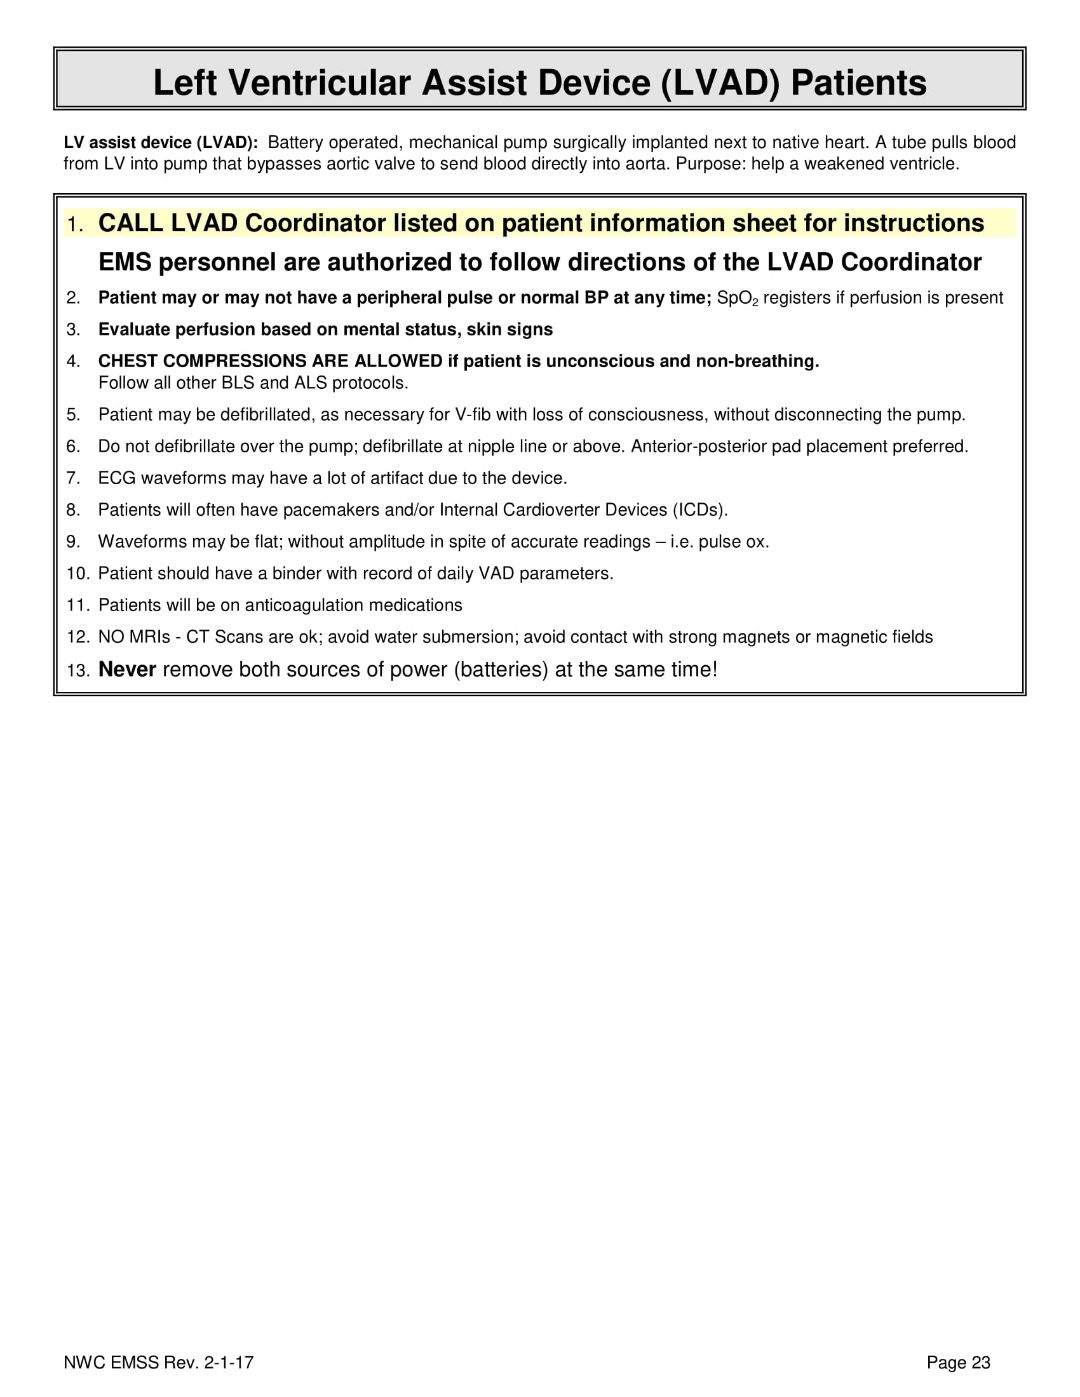 Left Ventricular Assist Device (LVAD) Patients
LV assist device (LVAD): Battery operated, mechanical pump surgically implanted next to native heart. A tube pulls blood
from LV into pump that bypasses aortic valve to send blood directly into aorta. Purpose: help a weakened ventricle.
1. CALL LVAD Coordinator listed on patient information sheet for instructions
EMS personnel are authorized to follow directions of the LVAD Coordinator
2. Patient may or may not have a peripheral pulse or normal BP at any time; SpO2 registers if perfusion is present
3. Evaluate perfusion based on mental status, skin signs
4. CHEST COMPRESSIONS ARE ALLOWED if patient is unconscious and non-breathing.
Follow all other BLS and ALS protocols.
5. Patient may be defibrillated, as necessary for V-fib with loss of consciousness, without disconnecting the pump.
6. Do not defibrillate over the pump; defibrillate at nipple line or above. Anterior-posterior pad placement preferred.
7. ECG waveforms may have a lot of artifact due to the device.
8. Patients will often have pacemakers and/or Internal Cardioverter Devices (ICDs).
9. Waveforms may be flat; without amplitude in spite of accurate readings – i.e. pulse ox.
10. Patient should have a binder with record of daily VAD parameters.
11. Patients will be on anticoagulation medications
12. NO MRIs - CT Scans are ok; avoid water submersion; avoid contact with strong magnets or magnetic fields
13. Never remove both sources of power (batteries) at the same time!
NWC EMSS Rev. 2-1-17 Page 23